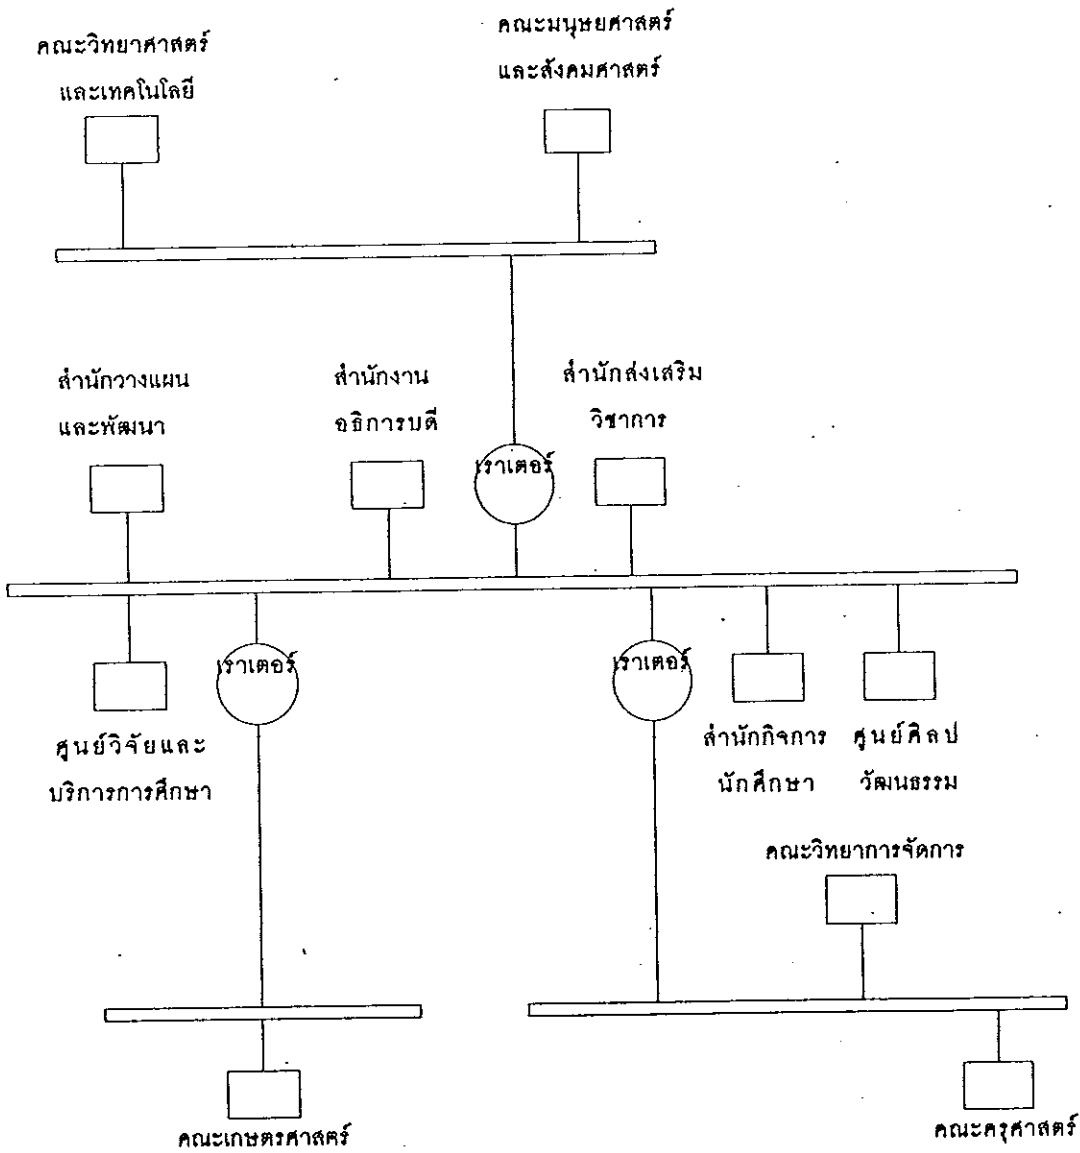 คณะวิทยาศาสตร์
และเทคโนโลยี
คณะมนุษยศาสตร์
และสังคมศาสตร์
สำนักวางแผน
และพัฒนา
สำนักงาน
อธิการบดี
เราเตอร์
สำนักส่งเสริม
วิชาการ
ศูนย์วิจัยและ
บริการการศึกษา
เราเตอร์
เราเตอร์
สำนักกิจการ
นักศึกษา
ศูนย์ศิลป
วัฒนธรรม
คณะวิทยาการจัดการ
คณะเกษตรศาสตร์
คณะครุศาสตร์